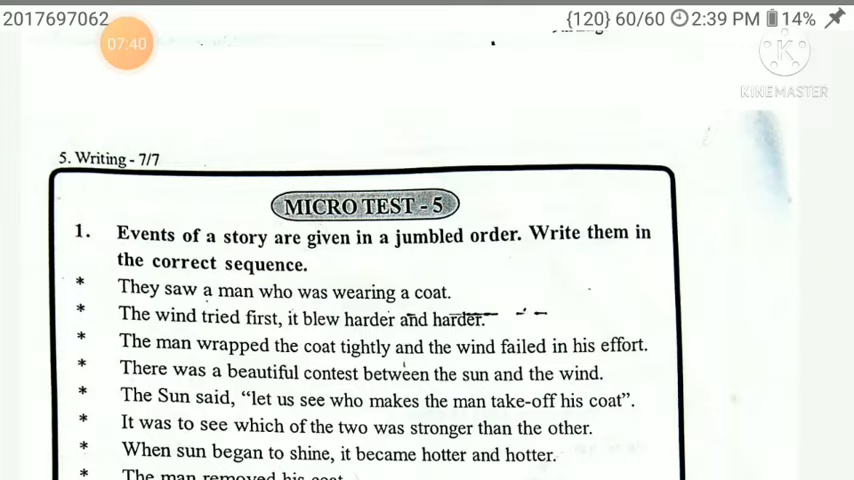 2017697062 {120} 60/60 2:39 PM 14%
07:40
K
KINEMASTER
5. Writing - 7/7
MICRO TEST - 5
1. Events of a story are given in a jumbled order. Write them in
the correct sequence.
* They saw a man who was wearing a coat.
* The wind tried first, it blew harder and harder.
* The man wrapped the coat tightly and the wind failed in his effort.
* There was a beautiful contest between the sun and the wind.
* The Sun said, “let us see who makes the man take-off his coat”.
* It was to see which of the two was stronger than the other.
* When sun began to shine, it became hotter and hotter.
* The man removed his coat.